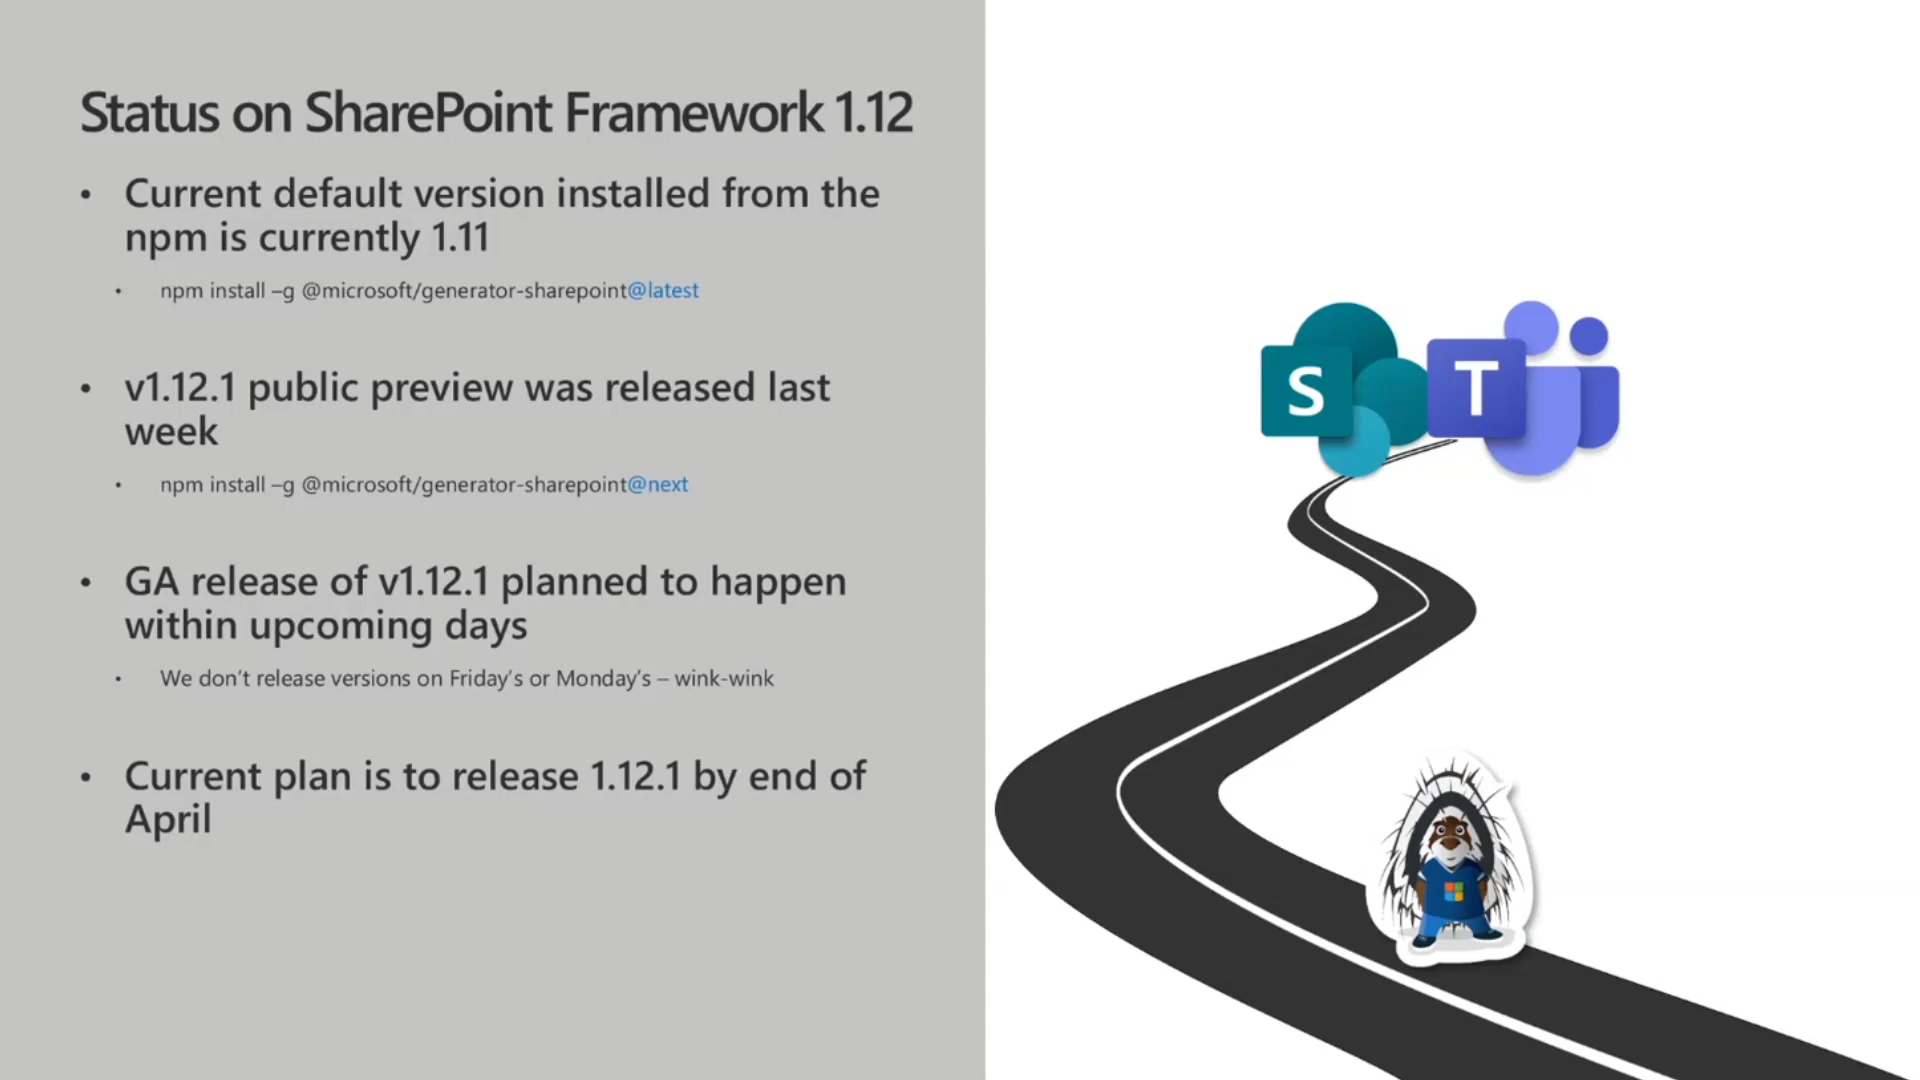 Status on SharePoint Framework 1.12
• Current default version installed from the
npm is currently 1.11
• npm install –g @microsoft/generator-sharepoint@latest
• v1.12.1 public preview was released last
week
• npm install –g @microsoft/generator-sharepoint@next
• GA release of v1.12.1 planned to happen
within upcoming days
• We don’t release versions on Friday’s or Monday’s – wink-wink
• Current plan is to release 1.12.1 by end of
April
S
T